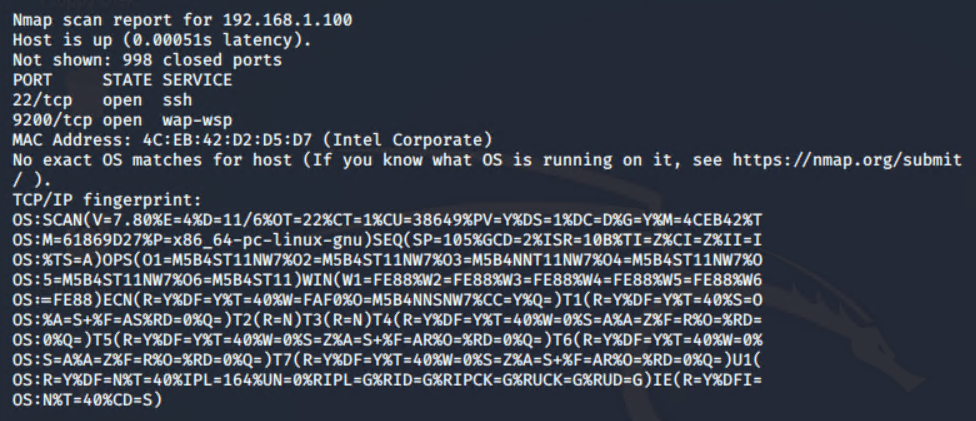 Nmap scan report for 192.168.1.100
Host is up (0.00051s latency).
Not shown: 998 closed ports
PORT     STATE SERVICE
22/tcp   open  ssh
9200/tcp open  wap-wsp
MAC Address: 4C:EB:42:D2:D5:D7 (Intel Corporate)
No exact OS matches for host (If you know what OS is running on it, see https://nmap.org/submit
/ ).
TCP/IP fingerprint:
OS:SCAN(V=7.80%E=4%D=11/6%OT=22%CT=1%CU=38649%PV=Y%DS=1%DC=D%G=Y%M=4CEB42%T
OS:M=61869D27%P=x86_64-pc-linux-gnu)SEQ(SP=105%GCD=2%ISR=10B%TI=Z%CI=Z%II=I
OS:%TS=A)OPS(O1=M5B4ST11NW7%O2=M5B4ST11NW7%O3=M5B4NNT11NW7%O4=M5B4ST11NW7%O
OS:5=M5B4ST11NW7%O6=M5B4ST11)WIN(W1=FE88%W2=FE88%W3=FE88%W4=FE88%W5=FE88%W6
OS:=FE88)ECN(R=Y%DF=Y%T=40%W=FAF0%O=M5B4NNSNW7%CC=Y%Q=)T1(R=Y%DF=Y%T=40%S=O
OS:%A=S+%F=AS%RD=0%Q=)T2(R=N)T3(R=N)T4(R=Y%DF=Y%T=40%W=0%S=A%A=Z%F=R%O=%RD=
OS:0%Q=)T5(R=Y%DF=Y%T=40%W=0%S=Z%A=S+%F=AR%O=%RD=0%Q=)T6(R=Y%DF=Y%T=40%W=0%
OS:S=A%A=Z%F=R%O=%RD=0%Q=)T7(R=Y%DF=Y%T=40%W=0%S=Z%A=S+%F=AR%O=%RD=0%Q=)U1(
OS:R=Y%DF=N%T=40%IPL=164%UN=0%RIPL=G%RID=G%RIPCK=G%RUCK=G%RUD=G)IE(R=Y%DFI=
OS:N%T=40%CD=S)